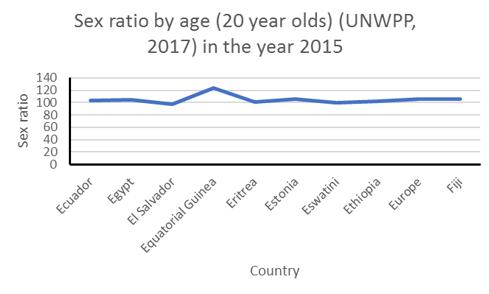 Sex ratio by age (20 year olds) (UNWPP,
2017) in the year 2015
140
120
100
80
60
40
20
0
Sex ratio
Ecuador
Egypt
El Salvador
Equatorial Guinea
Eritrea
Estonia
Eswatini
Ethiopia
Europe
Fiji
Country